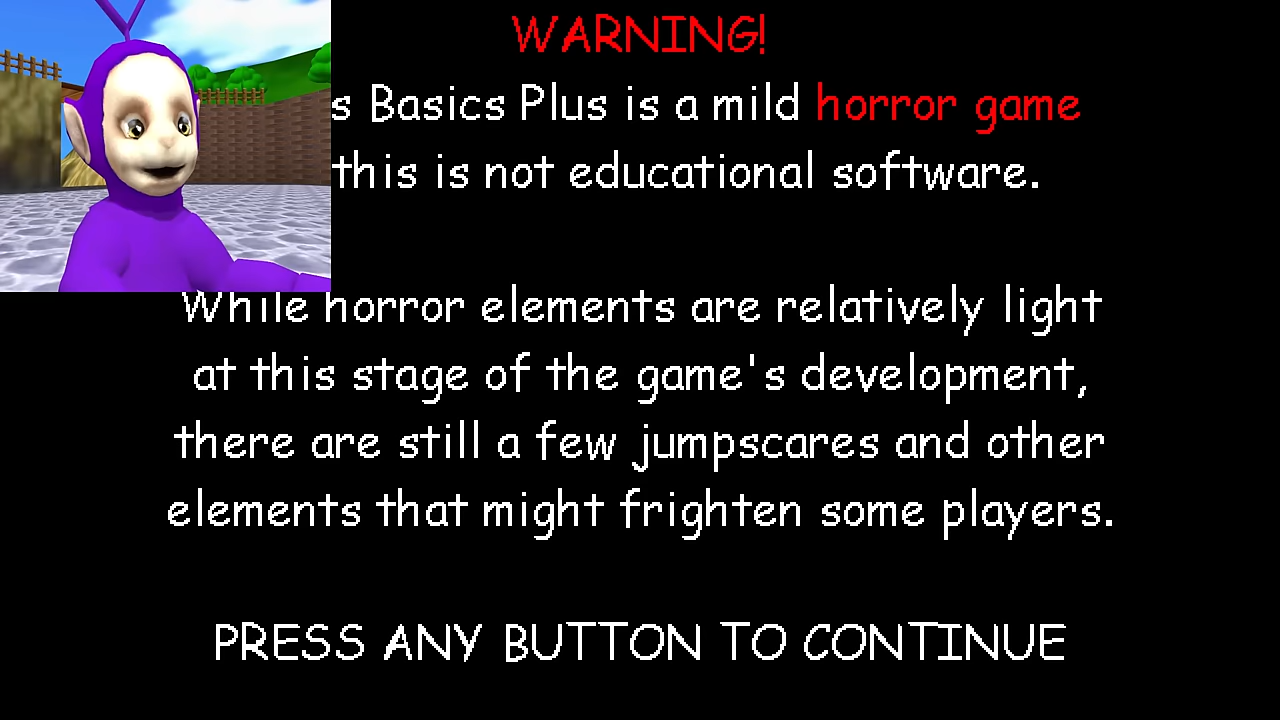 WARNING!
s Basics Plus is a mild horror game
this is not educational software.
While horror elements are relatively light
at this stage of the game's development,
there are still a few jumpscares and other
elements that might frighten some players.
PRESS ANY BUTTON TO CONTINUE